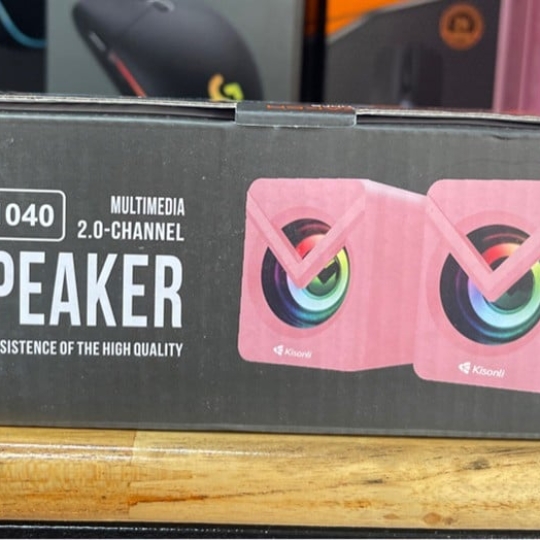 040
MULTIMEDIA
2.0-CHANNEL
PEAKER
SISTENCE OF THE HIGH QUALITY
Kisonli
Kisonli